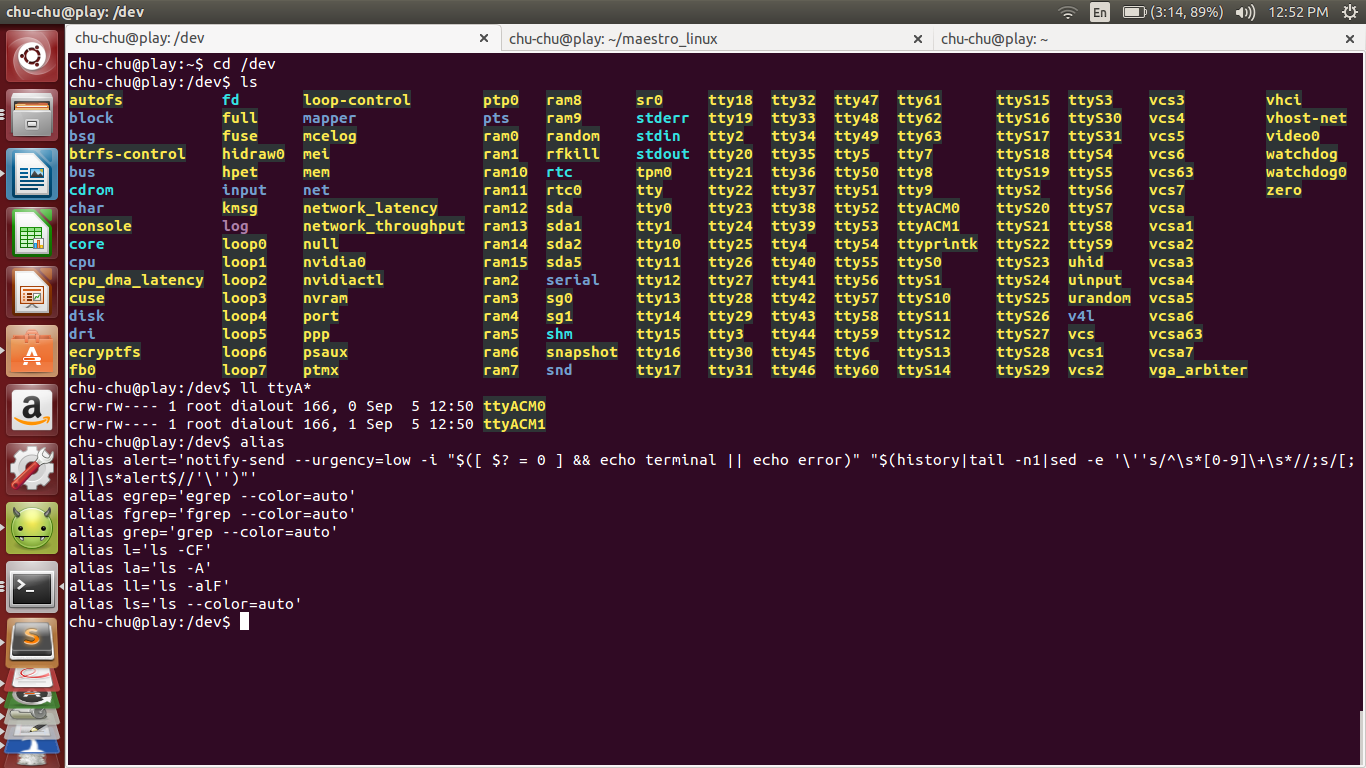 chu-chu@play: /dev
En (3:14, 89%) 12:52 PM
chu-chu@play: /dev × chu-chu@play: ~/maestro_linux × chu-chu@play: ~ ×
chu-chu@play:~$ cd /dev
chu-chu@play:/dev$ ls
autofs fd loop-control ptp0 ram8 sr0 tty18 tty32 tty47 tty61 ttyS15 ttyS3 vcs3 vhci
block full mapper pts ram9 stderr tty19 tty33 tty48 tty62 ttyS16 ttyS30 vcs4 vhost-net
bsg fuse mcelog ram0 random stdin tty2 tty34 tty49 tty63 ttyS17 ttyS31 vcs5 video0
btrfs-control hidraw0 mei ram1 rfkill stdout tty20 tty35 tty5 tty7 ttyS18 ttyS4 vcs6 watchdog
bus hpet mem ram10 rtc tpm0 tty21 tty36 tty50 tty8 ttyS19 ttyS5 vcs63 watchdog0
cdrom input net ram11 rtc0 tty tty22 tty37 tty51 tty9 ttyS2 ttyS6 vcs7 zero
char kmsg network_latency ram12 sda tty0 tty23 tty38 tty52 ttyACM0 ttyS20 ttyS7 vcsa
console log network_throughput ram13 sda1 tty1 tty24 tty39 tty53 ttyACM1 ttyS21 ttyS8 vcsa1
core loop0 null ram14 sda2 tty10 tty25 tty4 tty54 ttyprintk ttyS22 ttyS9 vcsa2
cpu loop1 nvidia0 ram15 sda5 tty11 tty26 tty40 tty55 ttyS0 ttyS23 uhid vcsa3
cpu_dma_latency loop2 nvidiactl ram2 serial tty12 tty27 tty41 tty56 ttyS1 ttyS24 uinput vcsa4
cuse loop3 nvram ram3 sg0 tty13 tty28 tty42 tty57 ttyS10 ttyS25 urandom vcsa5
disk loop4 port ram4 sg1 tty14 tty29 tty43 tty58 ttyS11 ttyS26 v4l vcsa6
dri loop5 ppp ram5 shm tty15 tty3 tty44 tty59 ttyS12 ttyS27 vcs vcsa63
ecryptfs loop6 psaux ram6 snapshot tty16 tty30 tty45 tty6 ttyS13 ttyS28 vcs1 vcsa7
fb0 loop7 ptmx ram7 snd tty17 tty31 tty46 tty60 ttyS14 ttyS29 vcs2 vga_arbiter
chu-chu@play:/dev$ ll ttyA*
crw-rw---- 1 root dialout 166, 0 Sep  5 12:50 ttyACM0
crw-rw---- 1 root dialout 166, 1 Sep  5 12:50 ttyACM1
chu-chu@play:/dev$ alias
alias alert='notify-send --urgency=low -i "$([ $? = 0 ] && echo terminal || echo error)" "$(history|tail -n1|sed -e '\''s/^\s*[0-9]\+\s*//;s/[;
&|]\s*alert$//'\'')"'
alias egrep='egrep --color=auto'
alias fgrep='fgrep --color=auto'
alias grep='grep --color=auto'
alias l='ls -CF'
alias la='ls -A'
alias ll='ls -alF'
alias ls='ls --color=auto'
chu-chu@play:/dev$